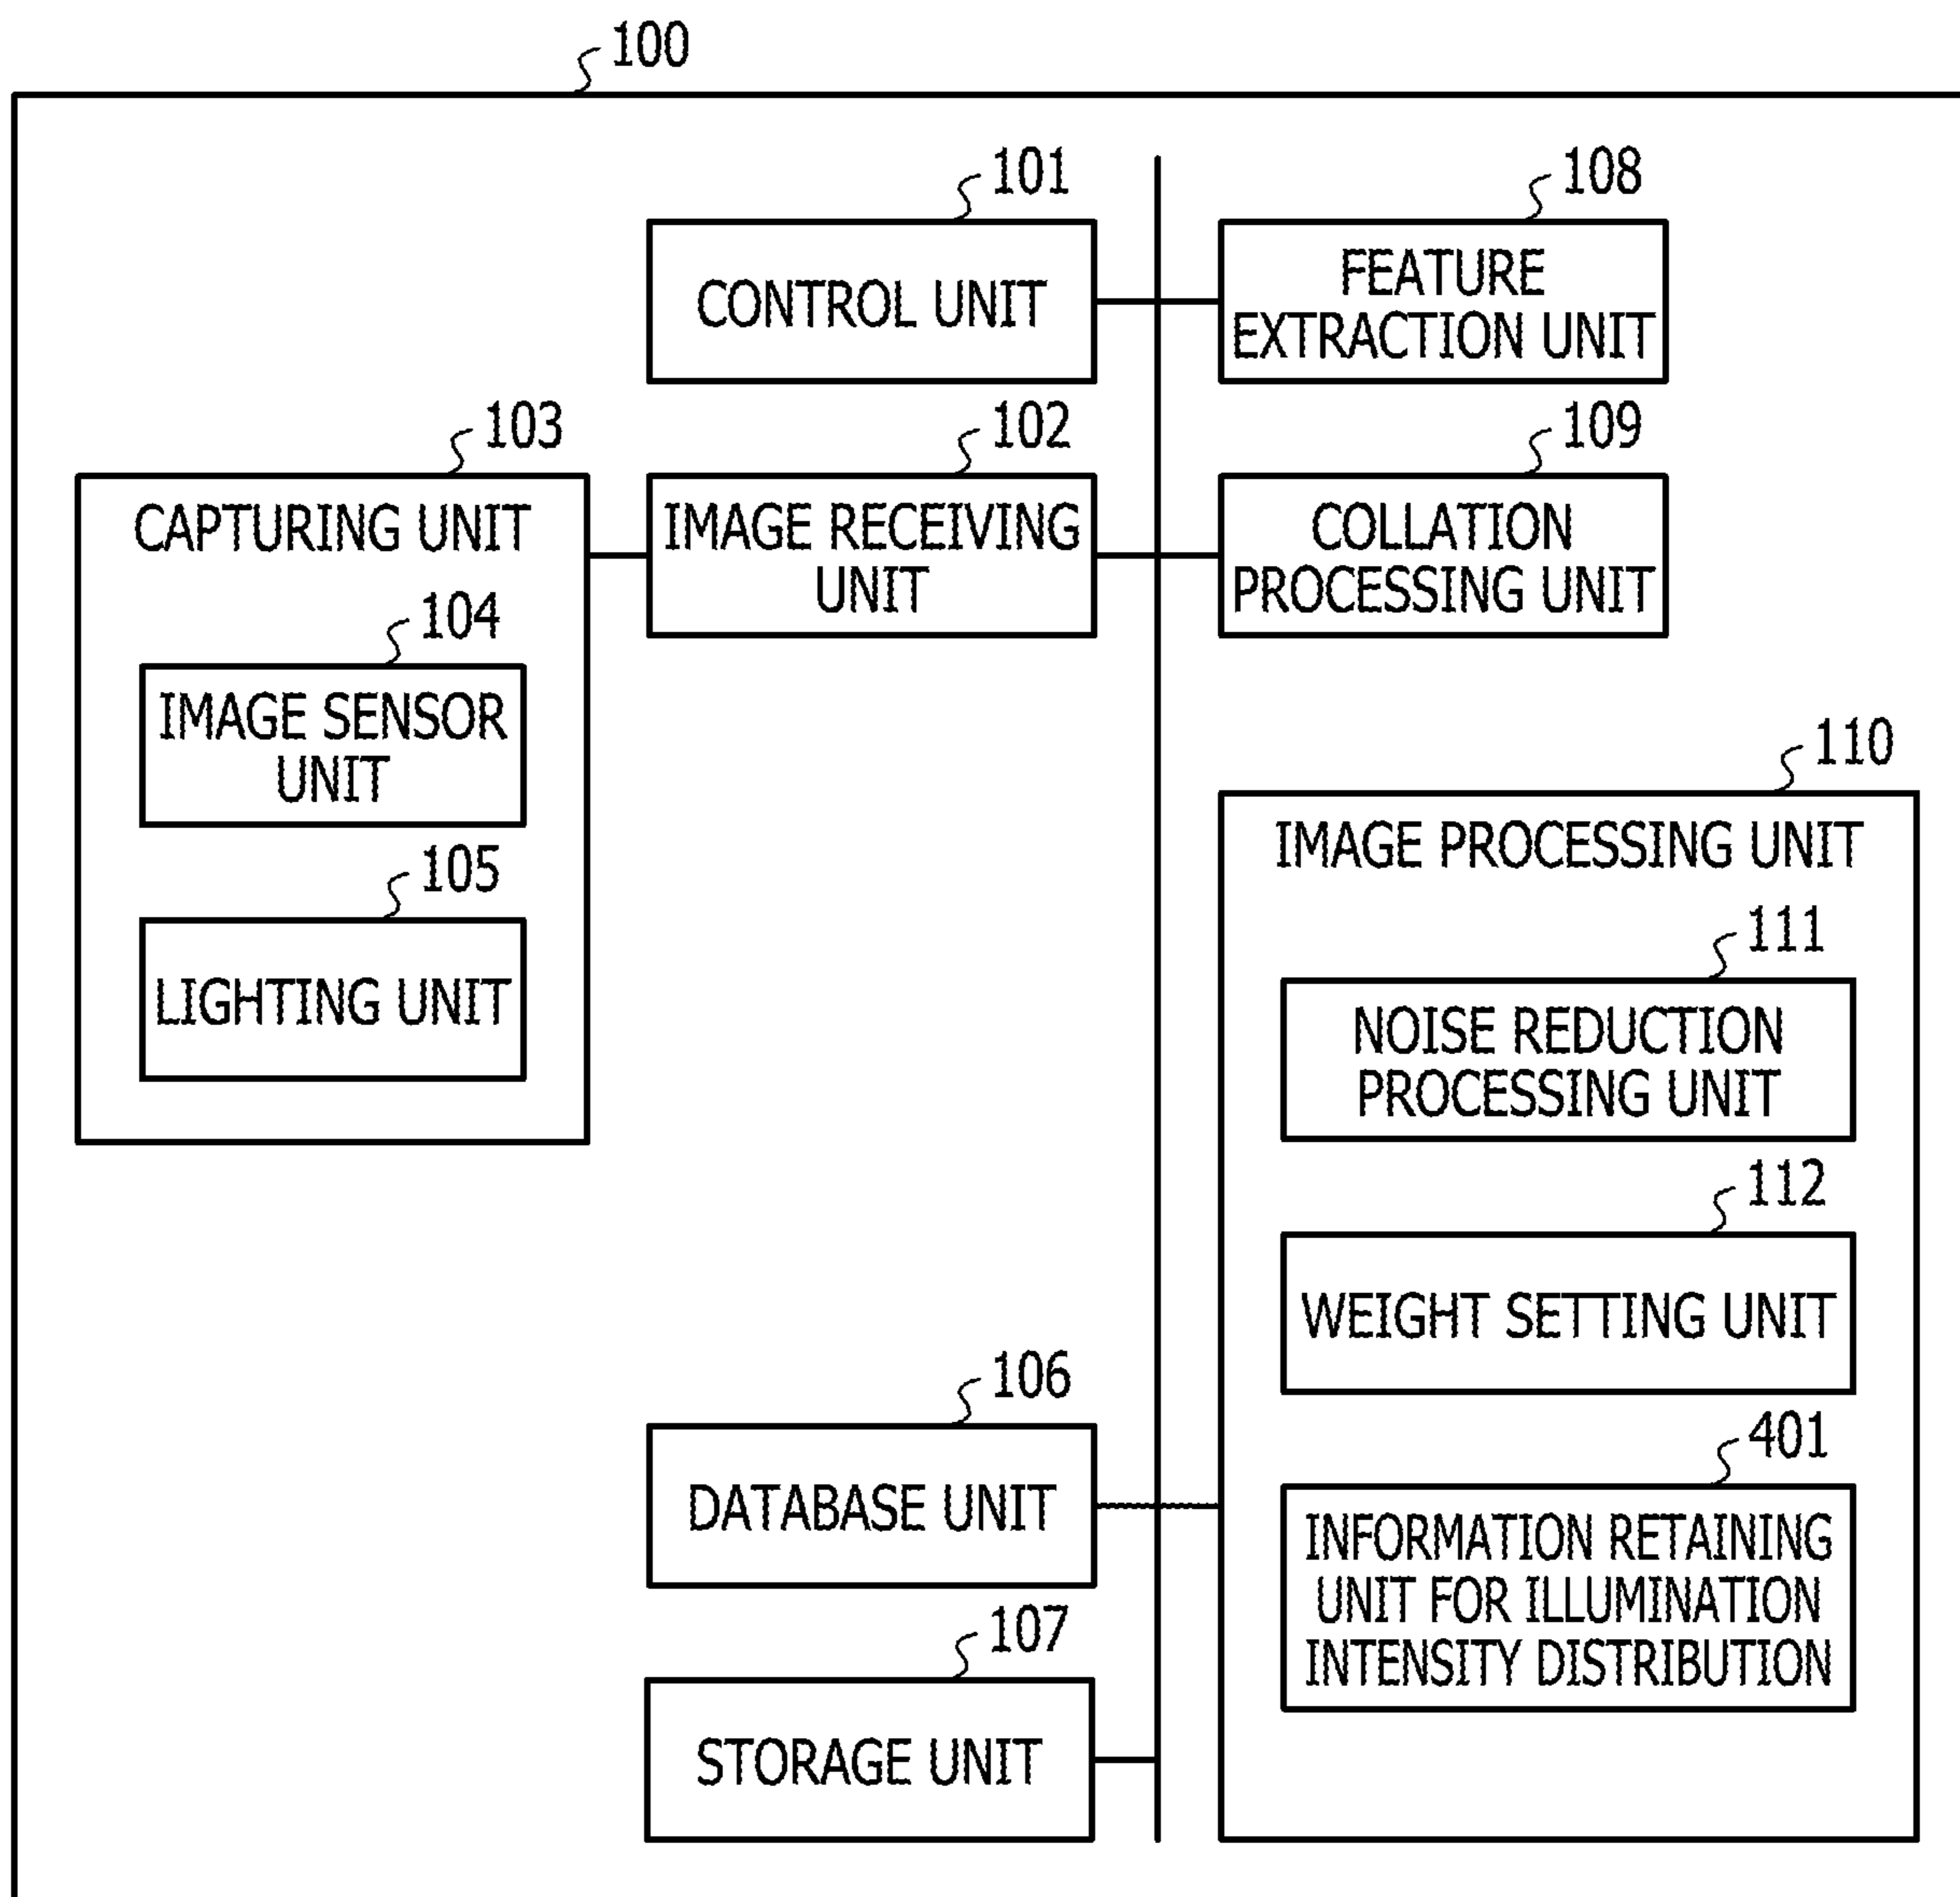 100
101
CONTROL UNIT
108
FEATURE
EXTRACTION UNIT
103
CAPTURING UNIT
102
IMAGE RECEIVING
UNIT
109
COLLATION
PROCESSING UNIT
104
IMAGE SENSOR
UNIT
105
LIGHTING UNIT
110
IMAGE PROCESSING UNIT
111
NOISE REDUCTION
PROCESSING UNIT
112
WEIGHT SETTING UNIT
106
DATABASE UNIT
401
INFORMATION RETAINING
UNIT FOR ILLUMINATION
INTENSITY DISTRIBUTION
107
STORAGE UNIT